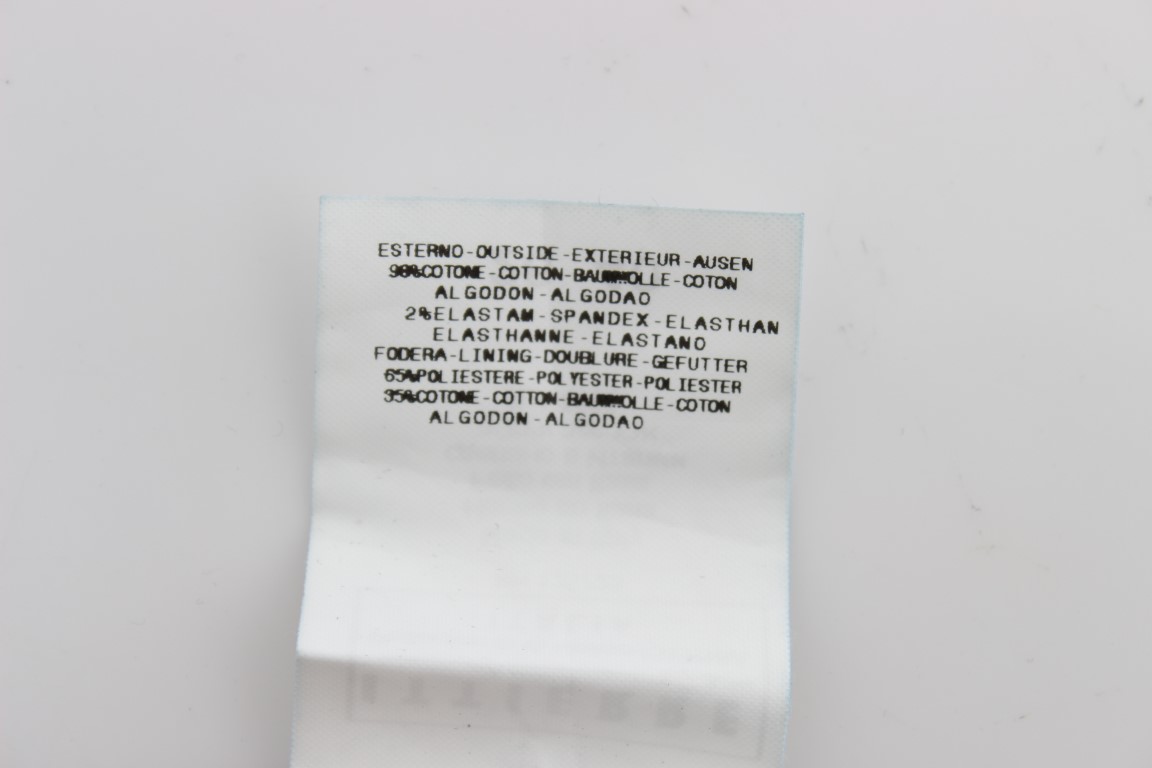 ESTERNO-OUTSIDE-EXTERIEUR-AUSEN
98%COTONE-COTTON-BAUMWOLLE-COTON
ALGODON-ALGODAO
2%ELASTAM-SPANDEX-ELASTHAN
ELASTHANNE-ELASTANO
FODERA-LINING-DOUBLURE-GEFUTTER
65%POLIESTERE-POLYESTER-POLIESTER
35%COTONE-COTTON-BAUMWOLLE-COTON
ALGODON-ALGODAO